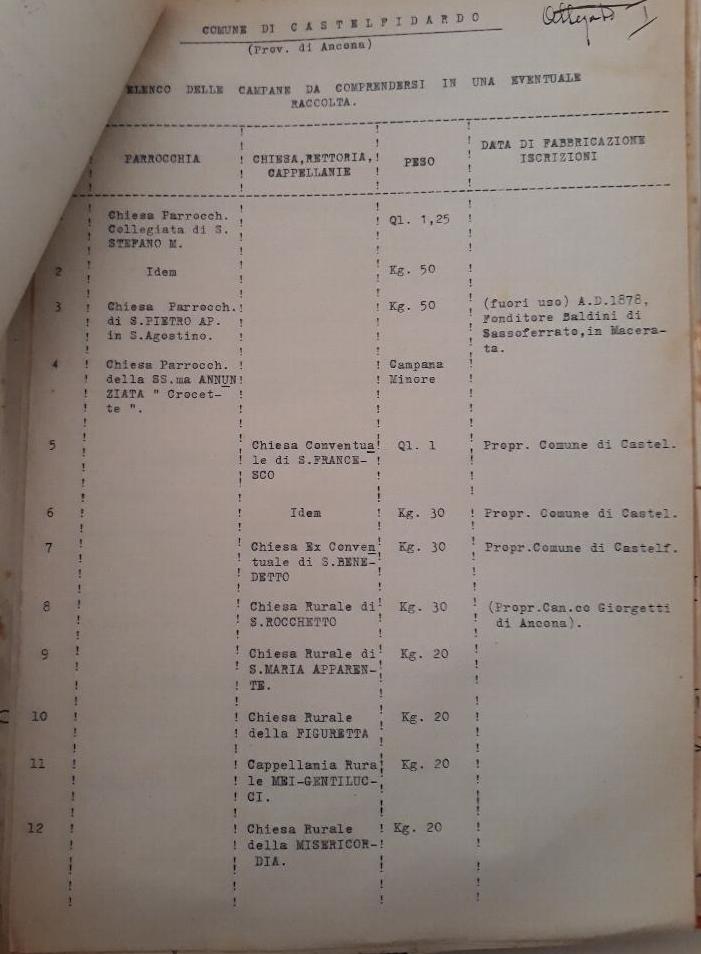 Allegato I
COMUNE DI CASTELFIDARDO
(Prov. di Ancona)
ELENCO DELLE CAMPANE DA COMPRENDERSI IN UNA EVENTUALE
RACCOLTA.
PARROCCHIA ! CHIESA,RETTORIA, CAPPELLANIE ! PESO ! DATA DI FABBRICAZIONE ISCRIZIONI
Chiesa Parroch. ! ! Ql. 1,25
Collegiata di S.
STEFANO M.
2 Idem Kg. 50
3 Chiesa Parroch. Kg. 50 (fuori uso) A.D.1878,
di S.PIETRO AP. Fonditore Baldini di
in S.Agostino. Sassoferrato,in Macera-
ta.
4 Chiesa Parroch. Campana
della SS.ma ANNUN Minore
ZIATA " Crocet-
te ".
5 Chiesa Conventua Ql. 1 Propr. Comune di Castel.
le di S.FRANCE-
SCO
6 Idem Kg. 30 Propr. Comune di Castel.
7 Chiesa Ex Conven Kg. 30 Propr.Comune di Castelf.
tuale di S.BENE-
DETTO
8 Chiesa Rurale di Kg. 30 (Propr.Can.co Giorgetti
S.ROCCHETTO di Ancona).
9 Chiesa Rurale di Kg. 20
S.MARIA APPAREN-
TE.
10 Chiesa Rurale Kg. 20
della FIGURETTA
11 Cappellania Rura Kg. 20
le MEI-GENTILUC-
CI.
12 Chiesa Rurale Kg. 20
della MISERICOR-
DIA.